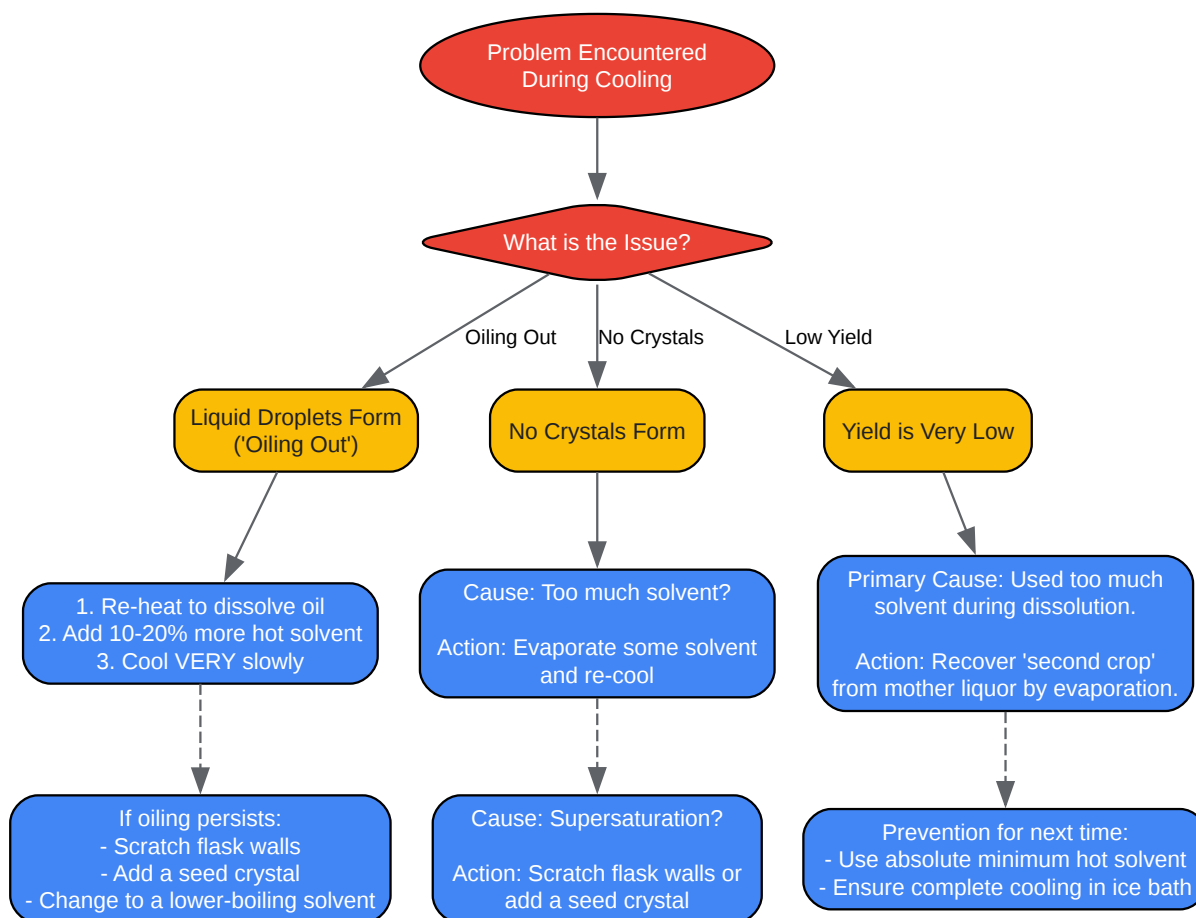 Problem Encountered
During Cooling
What is the Issue?
Oiling Out
No Crystals
Low Yield
Liquid Droplets Form
('Oiling Out')
No Crystals Form
Yield is Very Low
1. Re-heat to dissolve oil
2. Add 10-20% more hot solvent
3. Cool VERY slowly
Cause: Too much solvent?
Action: Evaporate some solvent
and re-cool
Primary Cause: Used too much
solvent during dissolution.
Action: Recover 'second crop'
from mother liquor by evaporation.
If oiling persists:
- Scratch flask walls
- Add a seed crystal
- Change to a lower-boiling solvent
Cause: Supersaturation?
Action: Scratch flask walls or
add a seed crystal
Prevention for next time:
- Use absolute minimum hot solvent
- Ensure complete cooling in ice bath